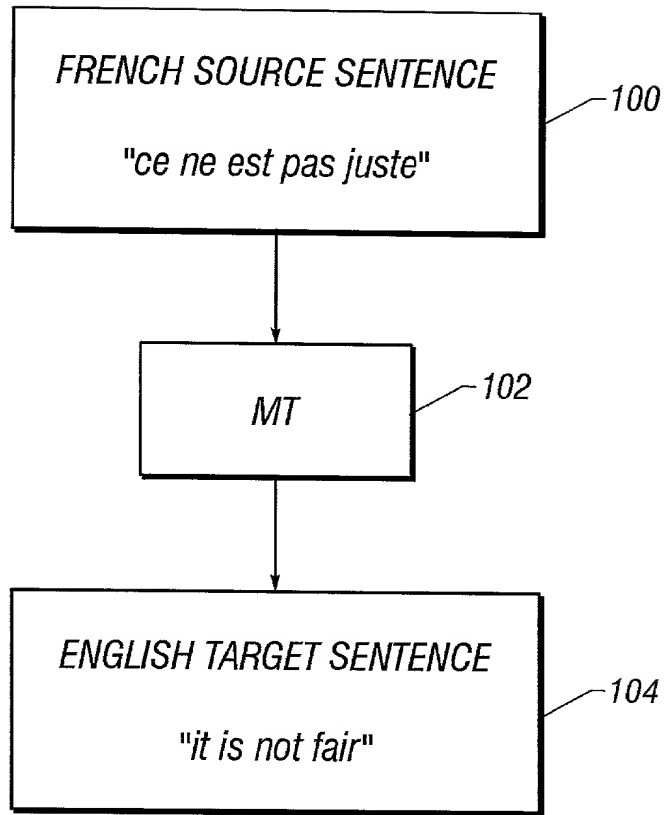 FRENCH SOURCE SENTENCE
"ce ne est pas juste"
100
MT
102
ENGLISH TARGET SENTENCE
"it is not fair"
104